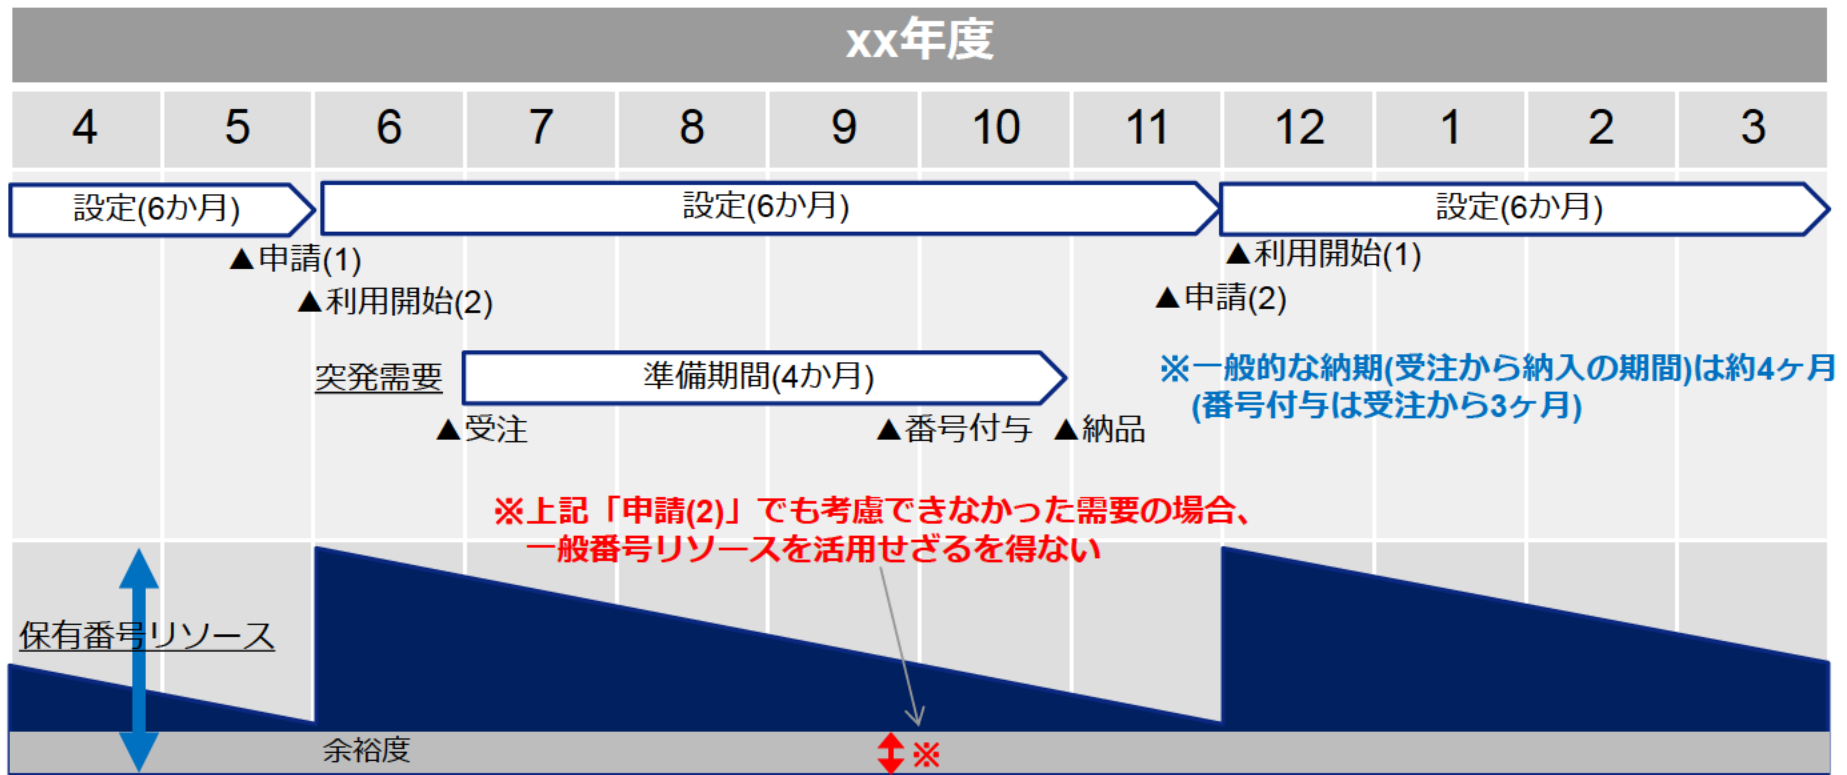 xx年度
4 5 6 7 8 9 10 11 12 1 2 3
設定(6か月) 設定(6か月) 設定(6か月)
▲申請(1) ▲利用開始(1)
▲利用開始(2) ▲申請(2)
突発需要 準備期間(4か月) ※一般的な納期(受注から納入の期間)は約4ヶ月
(番号付与は受注から3ヶ月)
▲受注 ▲番号付与 ▲納品
※上記「申請(2)」でも考慮できなかった需要の場合、
一般番号リソースを活用せざるを得ない
保有番号リソース
余裕度 ※